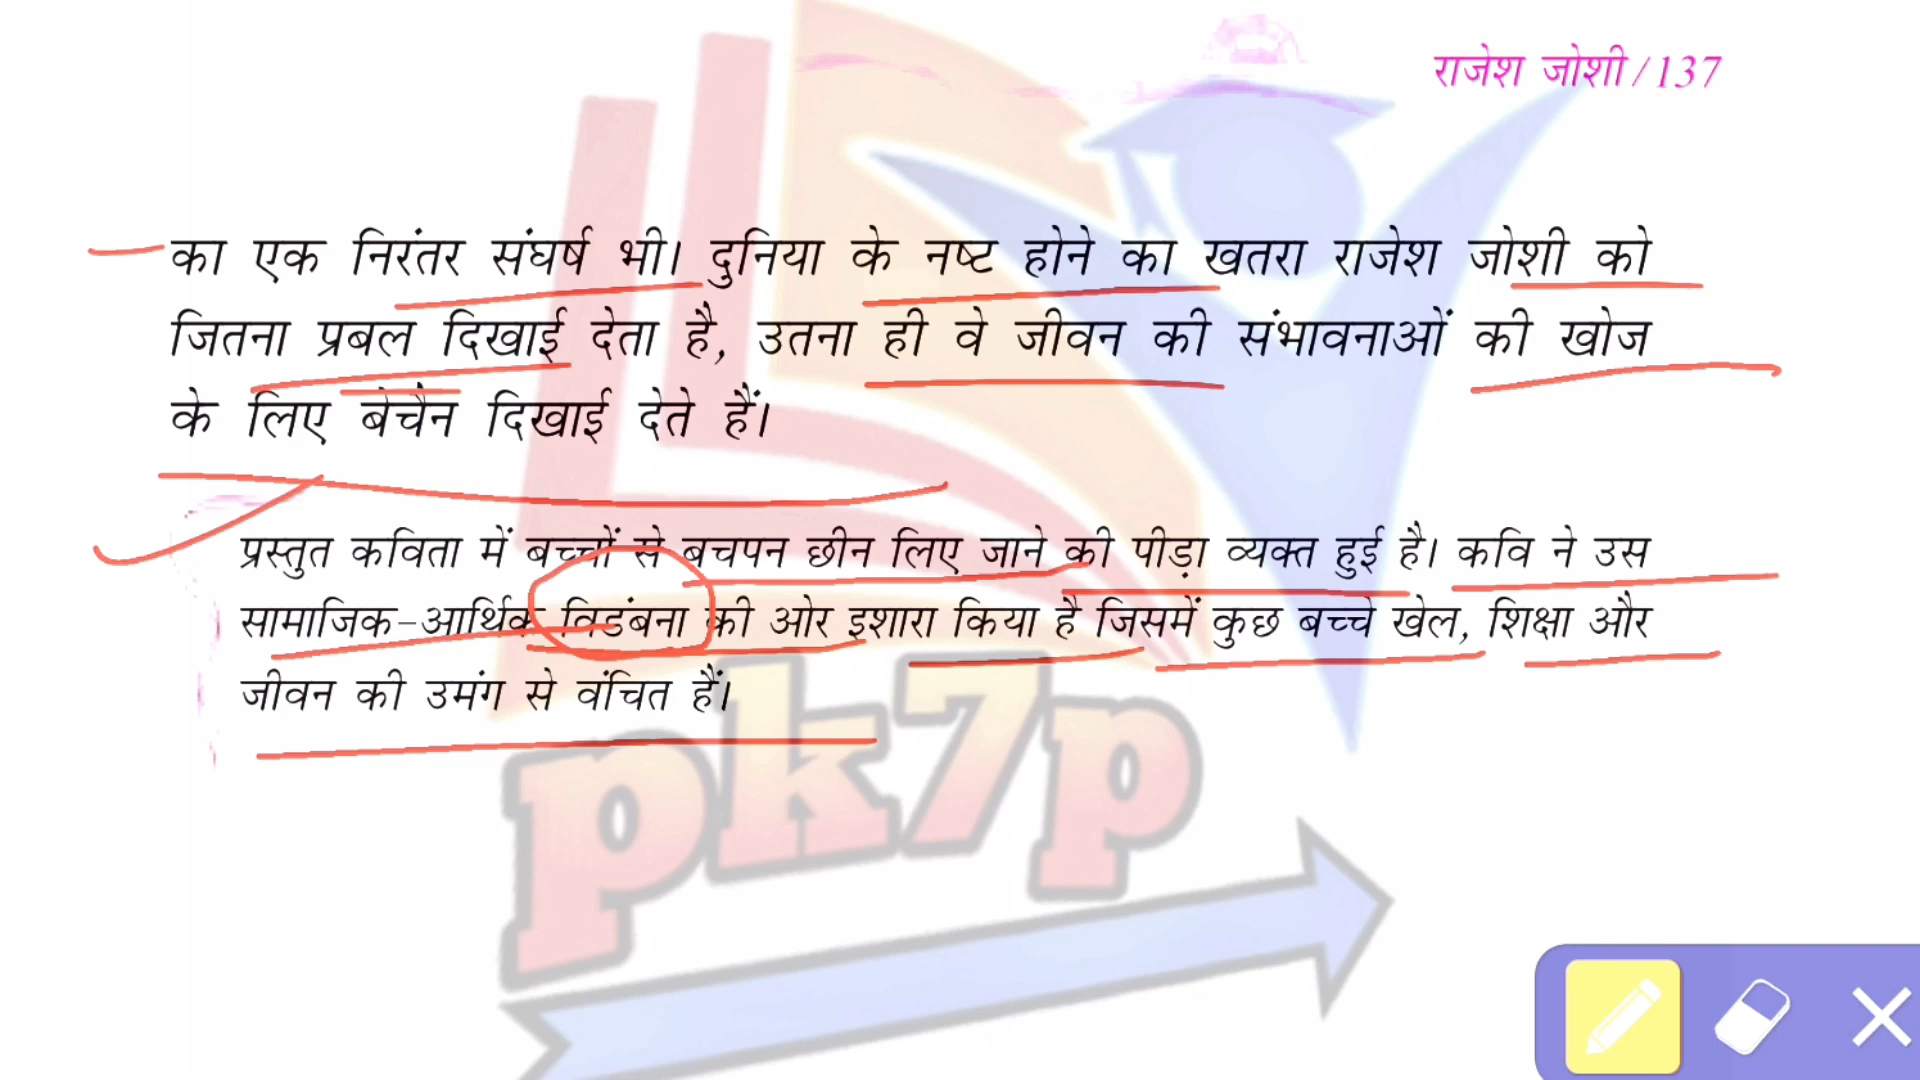 राजेश जोशी/137
का एक निरंतर संघर्ष भी। दुनिया के नष्ट होने का खतरा राजेश जोशी को
जितना प्रबल दिखाई देता है, उतना ही वे जीवन की संभावनाओं की खोज
के लिए बेचैन दिखाई देते हैं।
प्रस्तुत कविता में बच्चों से बचपन छीन लिए जाने की पीड़ा व्यक्त हुई है। कवि ने उस
सामाजिक-आर्थिक विडंबना की ओर इशारा किया है जिसमें कुछ बच्चे खेल, शिक्षा और
जीवन की उमंग से वंचित हैं।
pk7p